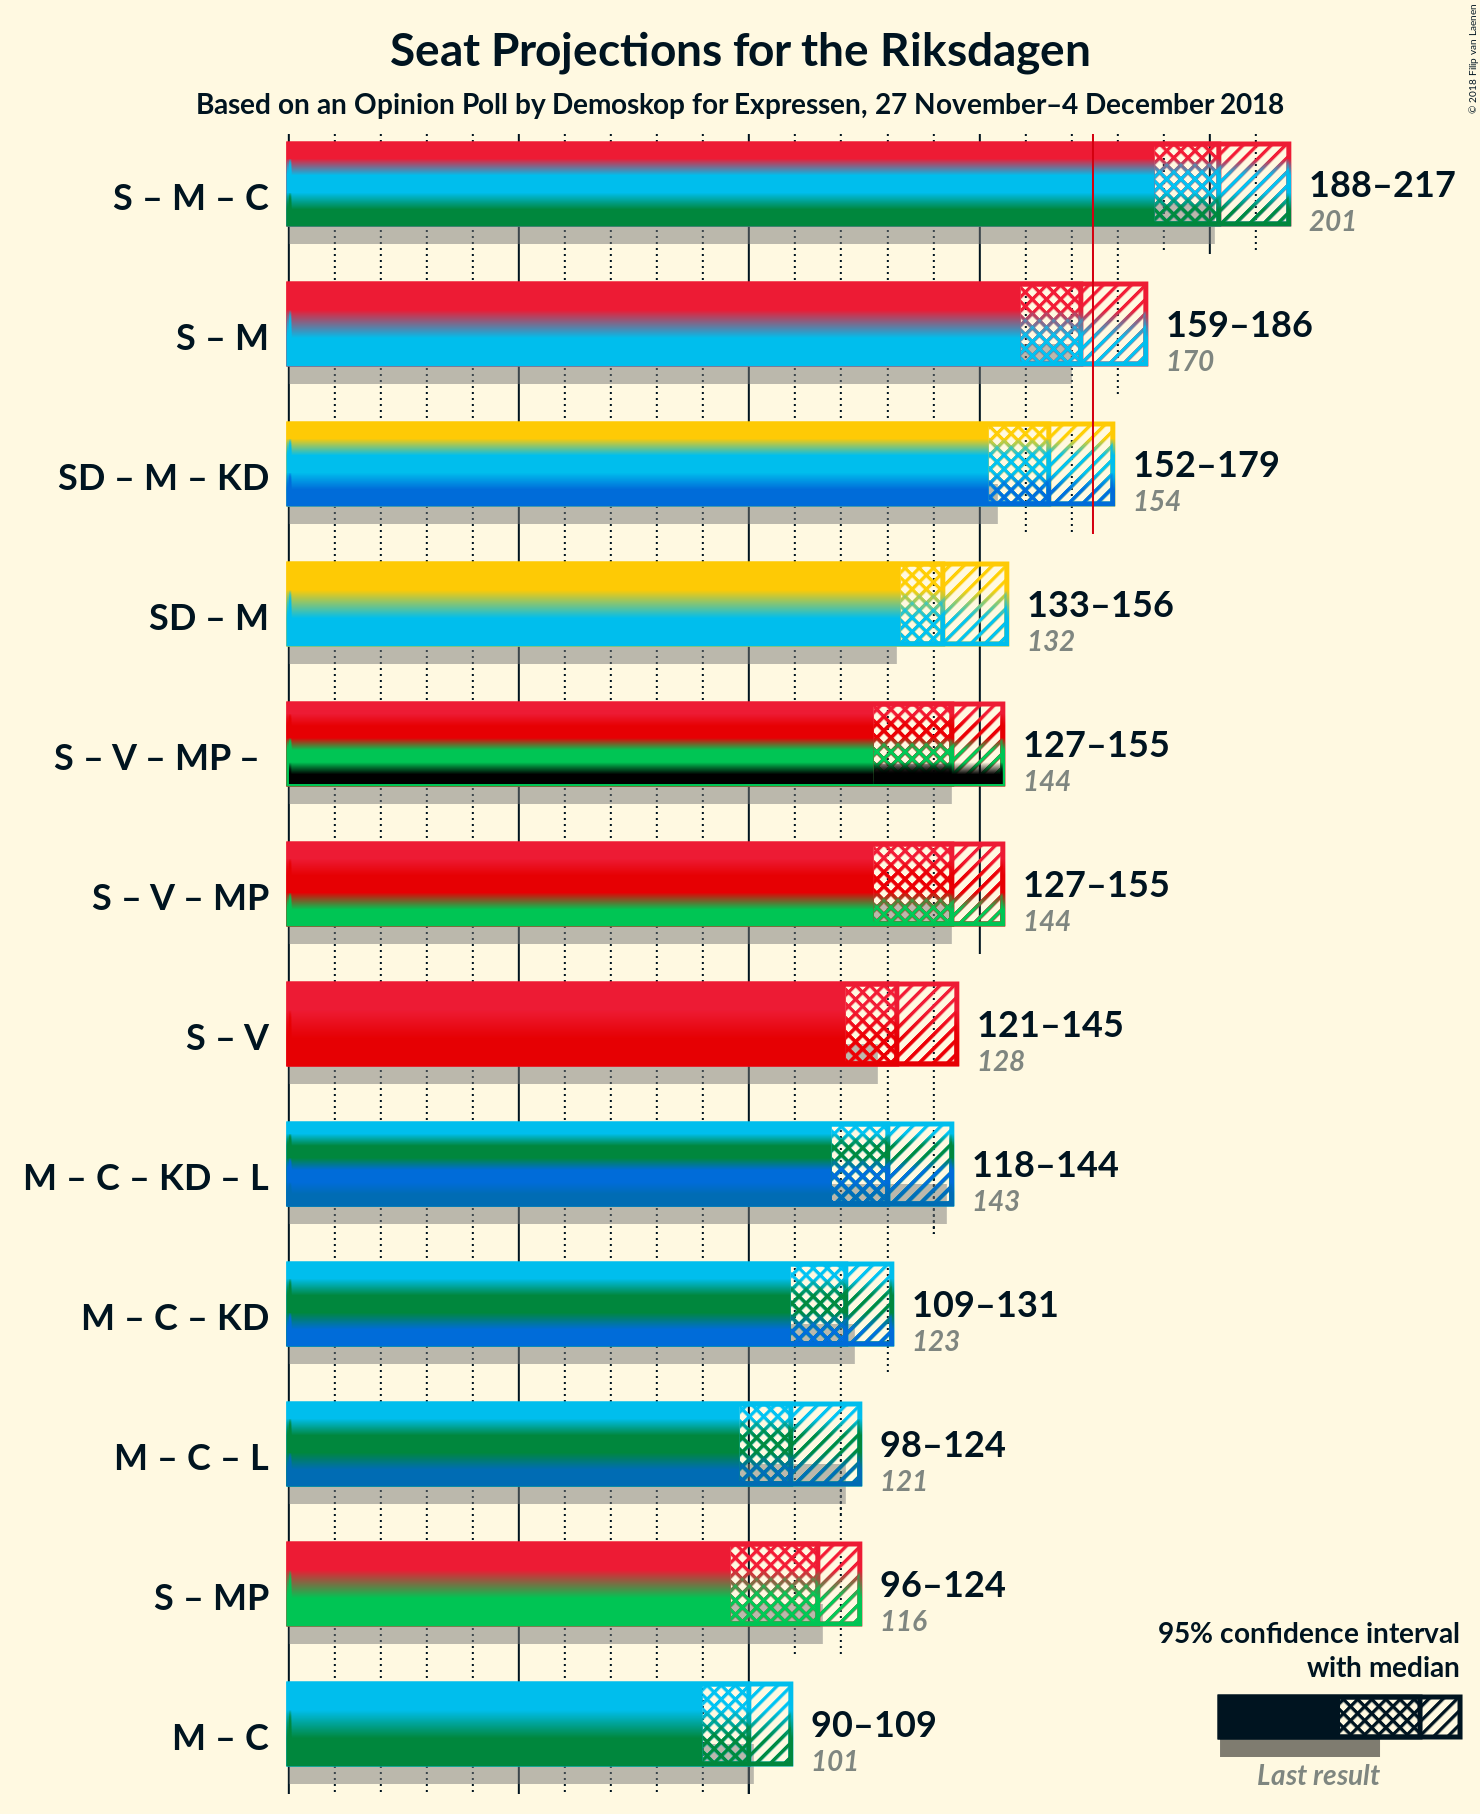 Seat Projections for the Riksdagen
Based on an Opinion Poll by Demoskop for Expressen, 27 November–4 December 2018
© 2018 Filip van Laenen
S – M – C
188–217
201
S – M
159–186
170
SD – M – KD
152–179
154
SD – M
133–156
132
S – V – MP –
127–155
144
S – V – MP
127–155
144
S – V
121–145
128
M – C – KD – L
118–144
143
M – C – KD
109–131
123
M – C – L
98–124
121
S – MP
96–124
116
M – C
90–109
101
95% confidence interval
with median
Last result